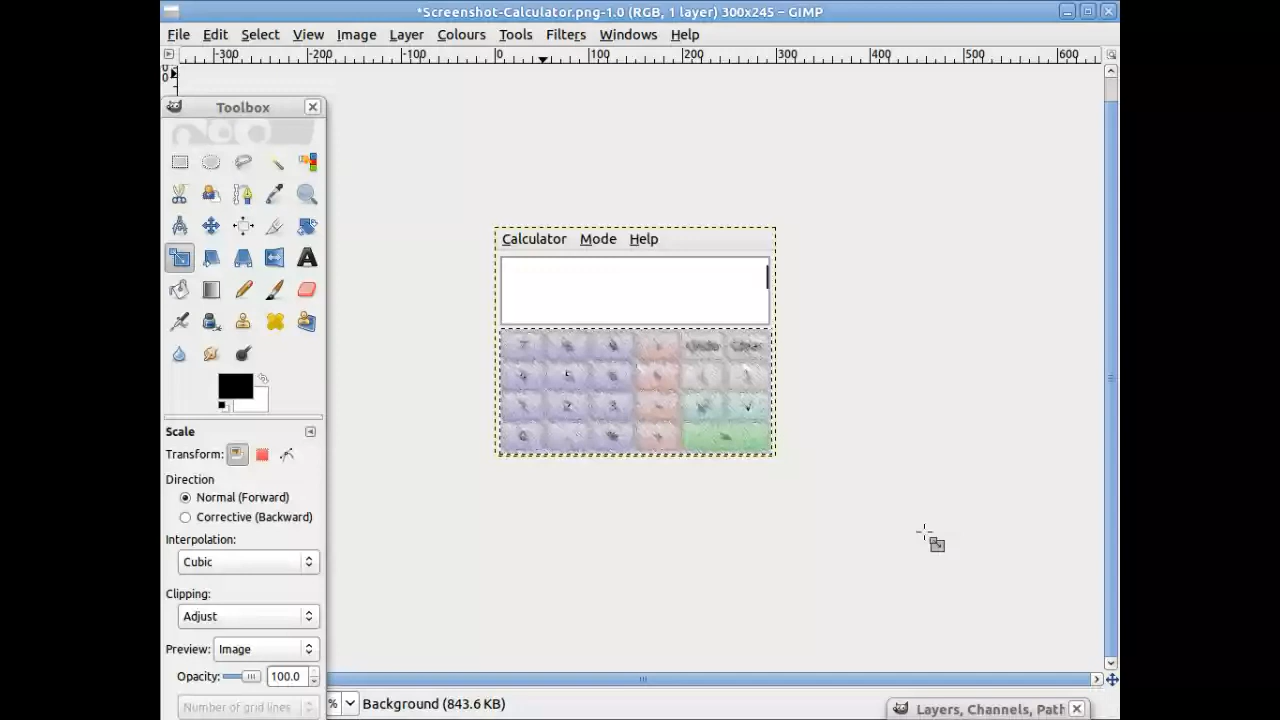 *Screenshot-Calculator.png-1.0 (RGB, 1 layer) 300x245 – GIMP
File Edit Select View Image Layer Colours Tools Filters Windows Help
-300 -200 -100 0 100 200 300 400 500 600
Toolbox
Calculator Mode Help
Undo Clear
Scale
Transform:
Direction
Normal (Forward)
Corrective (Backward)
Interpolation:
Cubic
Clipping:
Adjust
Preview: Image
Opacity: 100.0
Number of grid lines
% Background (843.6 KB)
Layers, Channels, Path